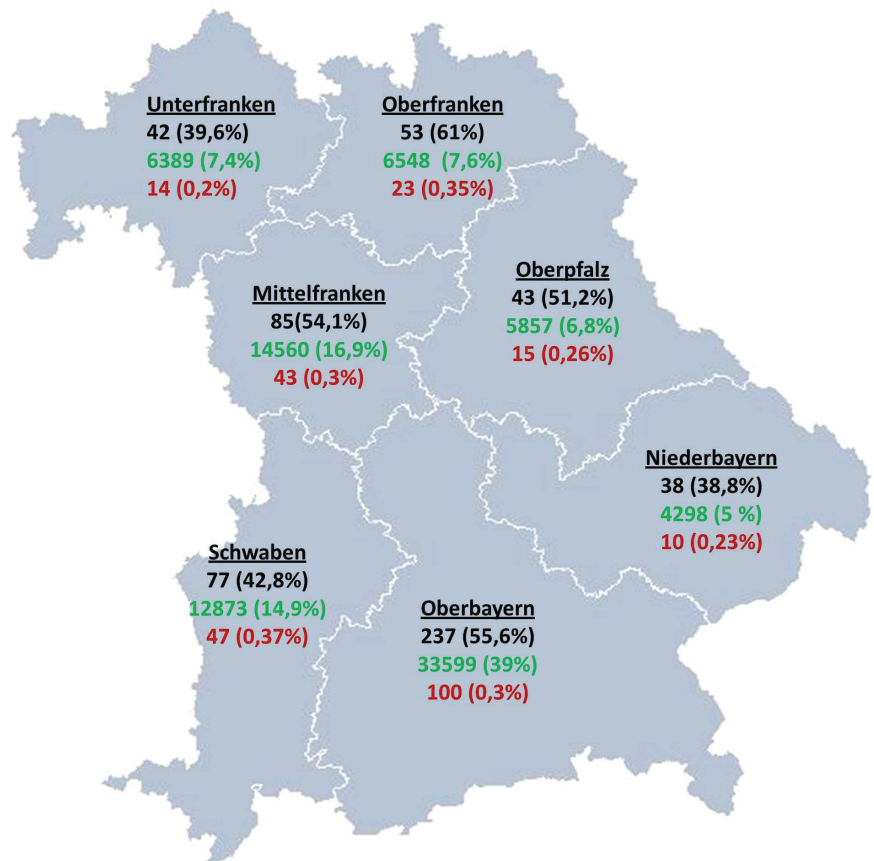 Unterfranken
42 (39,6%)
6389 (7,4%)
14 (0,2%)
Oberfranken
53 (61%)
6548 (7,6%)
23 (0,35%)
Mittelfranken
85(54,1%)
14560 (16,9%)
43 (0,3%)
Oberpfalz
43 (51,2%)
5857 (6,8%)
15 (0,26%)
Niederbayern
38 (38,8%)
4298 (5 %)
10 (0,23%)
Schwaben
77 (42,8%)
12873 (14,9%)
47 (0,37%)
Oberbayern
237 (55,6%)
33599 (39%)
100 (0,3%)